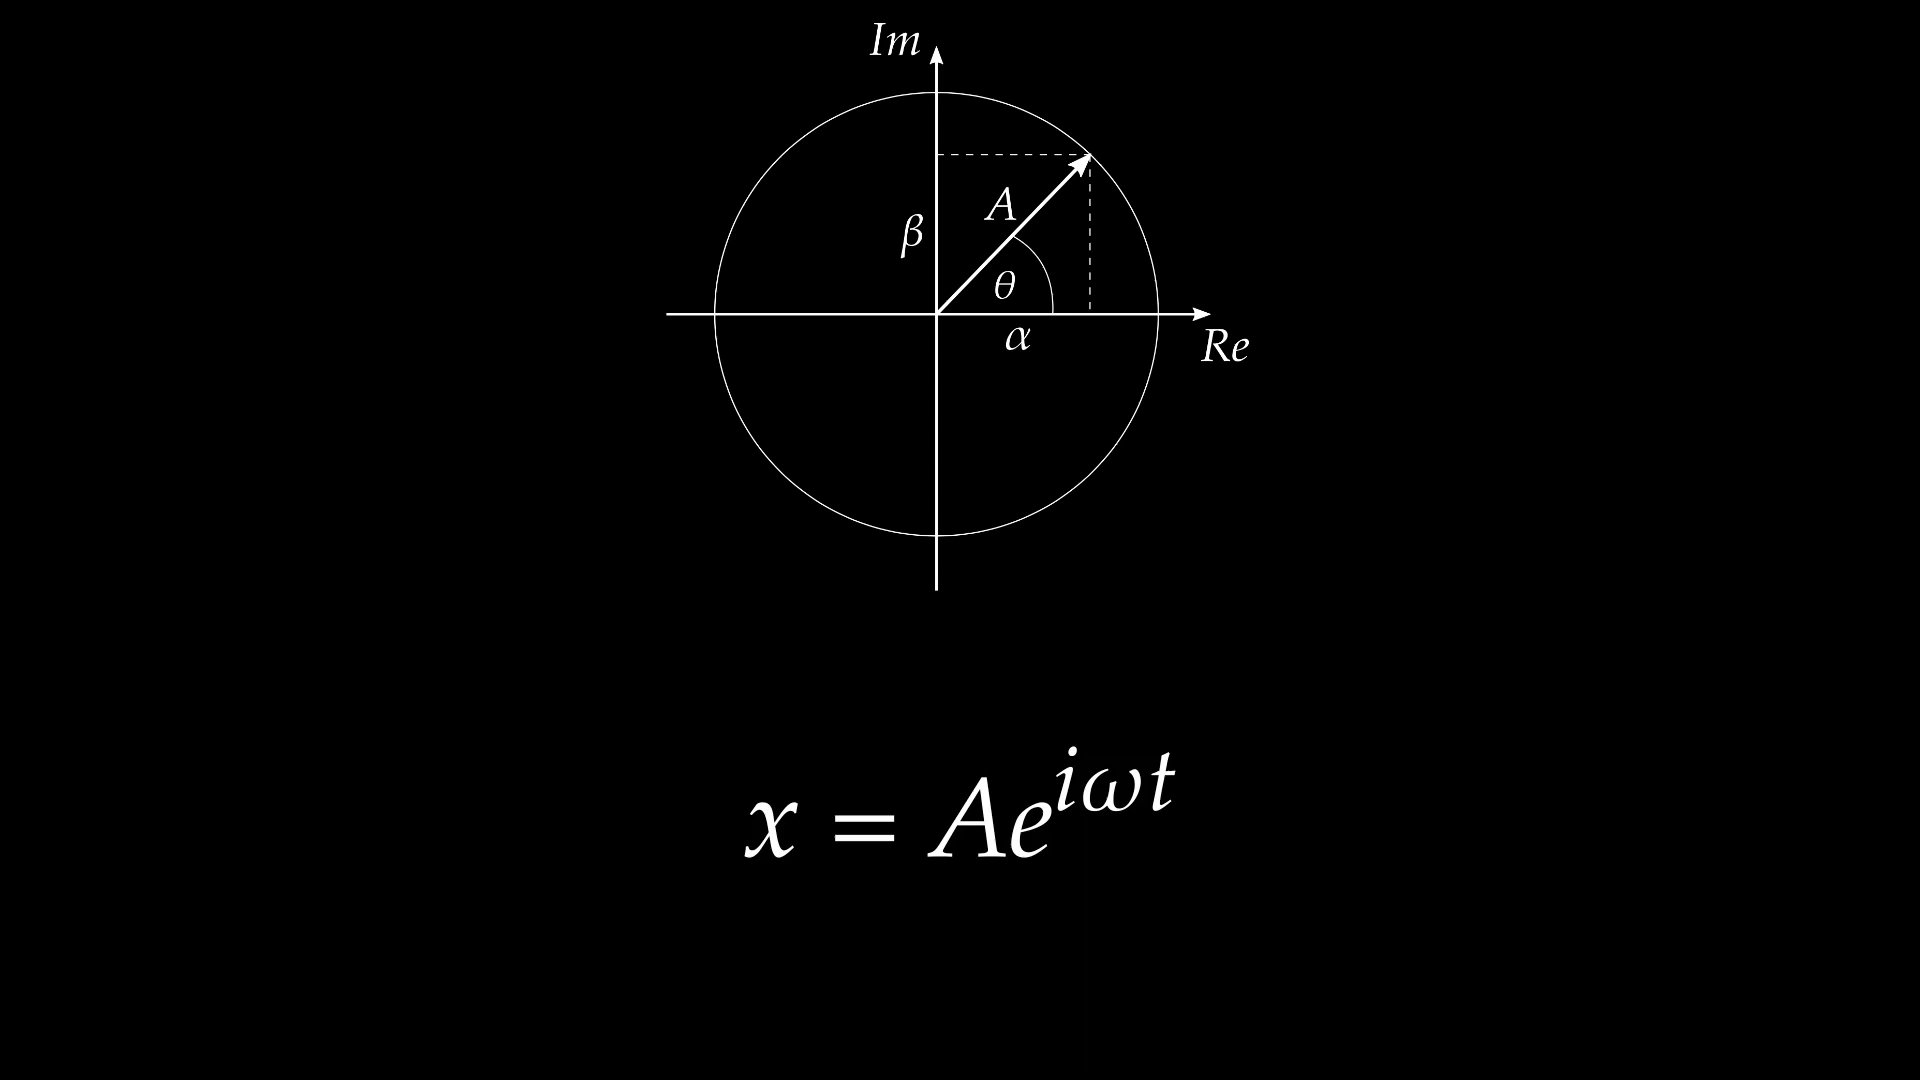 Im
A
β
θ
α
Re
x = Ae^{iωt}